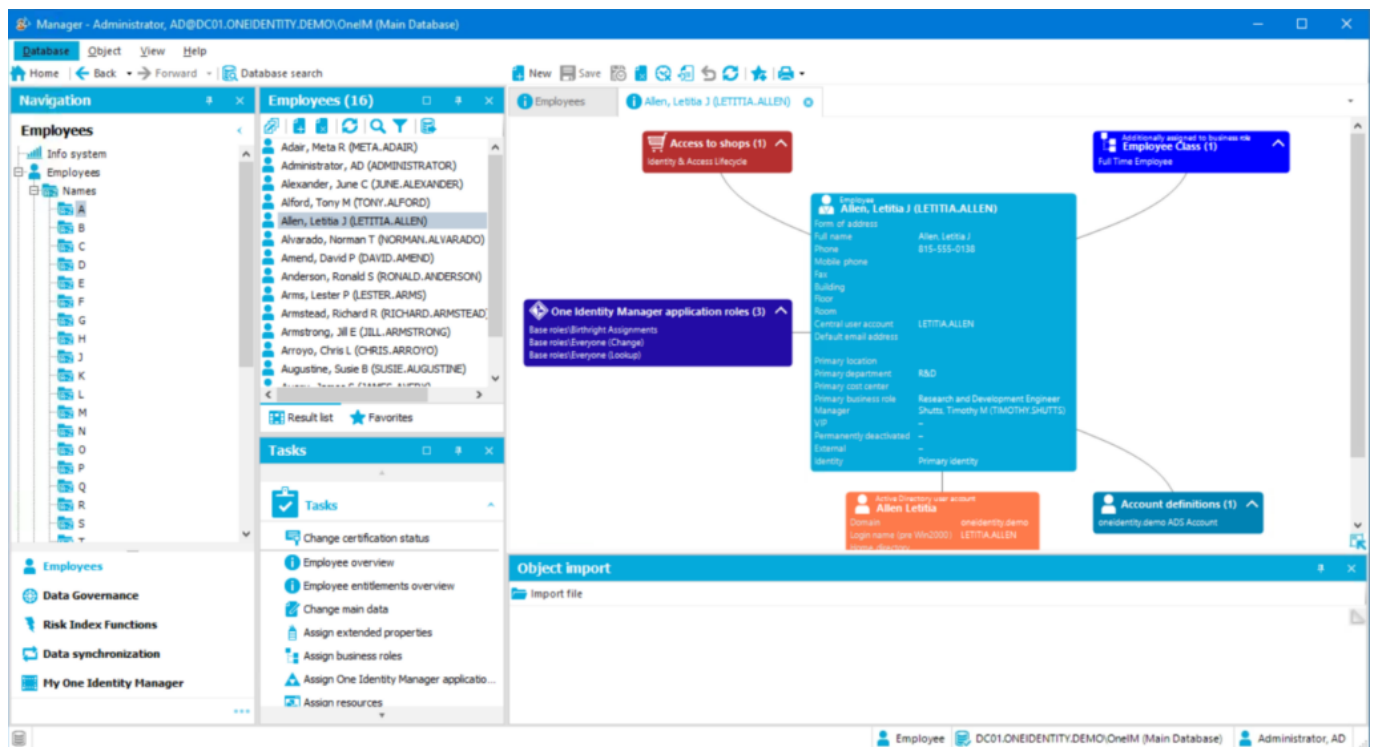 Manager - Administrator, AD@DC01.ONEIDENTITY.DEMO\OneIM (Main Database)
Database Object View Help
Home Back Forward Database search
New Save
Navigation
Employees
Info system
Employees
Names
A
B
C
D
E
F
G
H
J
K
L
M
N
O
P
Q
R
S
T
Employees
Data Governance
Risk Index Functions
Data synchronization
My One Identity Manager
Employees (16)
Adair, Meta R (META.ADAIR)
Administrator, AD (ADMINISTRATOR)
Alexander, June C (JUNE.ALEXANDER)
Alford, Tony M (TONY.ALFORD)
Allen, Letitia J (LETITIA.ALLEN)
Alvarado, Norman T (NORMAN.ALVARADO)
Amend, David P (DAVID.AMEND)
Anderson, Ronald S (RONALD.ANDERSON)
Arms, Lester P (LESTER.ARMS)
Armstead, Richard R (RICHARD.ARMSTEAD)
Armstrong, Jil E (JILL.ARMSTRONG)
Arroyo, Chris L (CHRIS.ARROYO)
Augustine, Susie B (SUSIE.AUGUSTINE)
Result list Favorites
Tasks
Tasks
Change certification status
Employee overview
Employee entitlements overview
Change main data
Assign extended properties
Assign business roles
Assign One Identity Manager applicatio...
Assign resources
Employees Allen, Letitia J (LETITIA.ALLEN)
Access to shops (1)
Identity & Access Lifecycle
Additionally assigned to business role
Employee Class (1)
Full Time Employee
Employee
Allen, Letitia J (LETITIA.ALLEN)
Form of address
Full name Allen, Letitia J
Phone 815-555-0138
Mobile phone
Fax
Building
Floor
Room
Central user account LETITIA.ALLEN
Default email address
Primary location
Primary department R&D
Primary cost center
Primary business role Research and Development Engineer
Manager Shutts, Timothy M (TIMOTHY.SHUTTS)
VIP –
Permanently deactivated –
External –
Identity Primary identity
One Identity Manager application roles (3)
Base roles\Birthright Assignments
Base roles\Everyone (Change)
Base roles\Everyone (Lookup)
Active Directory user account
Allen Letitia
Domain oneidentity.demo
Login name (pre Win2000) LETITIA.ALLEN
Home directory
Account definitions (1)
oneidentity.demo ADS Account
Object import
Import file
Employee DC01.ONEIDENTITY.DEMO\OneIM (Main Database) Administrator, AD